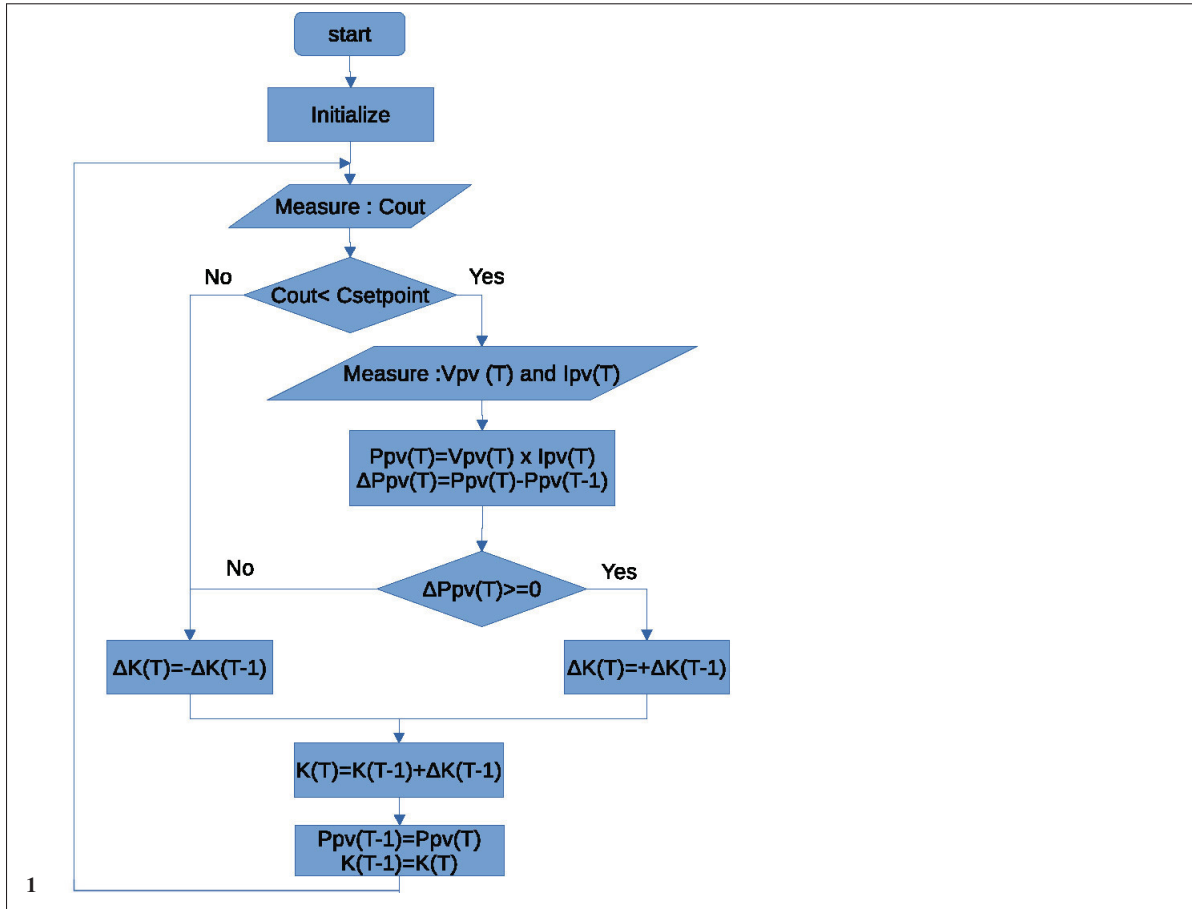 start
Initialize
Measure : Cout
No
Yes
Cout< Csetpoint
Measure :Vpv (T) and Ipv(T)
Ppv(T)=Vpv(T) x Ipv(T)
ΔPpv(T)=Ppv(T)-Ppv(T-1)
No
Yes
ΔPpv(T)>=0
ΔK(T)=-ΔK(T-1)
ΔK(T)=+ΔK(T-1)
K(T)=K(T-1)+ΔK(T-1)
Ppv(T-1)=Ppv(T)
K(T-1)=K(T)
1